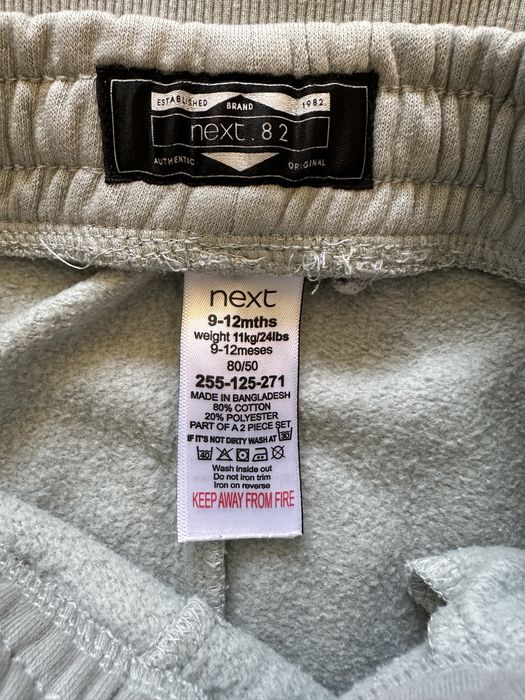 ESTABLISHED BRAND 1982.
next.82
AUTHENTIC ORIGINAL
next
9-12mths
weight 11kg/24lbs
9-12meses
80/50
255-125-271
MADE IN BANGLADESH
80% COTTON
20% POLYESTER
PART OF A 2 PIECE SET
IF IT'S NOT DIRTY WASH AT 30
40
Wash inside out
Do not iron trim
Iron on reverse
KEEP AWAY FROM FIRE